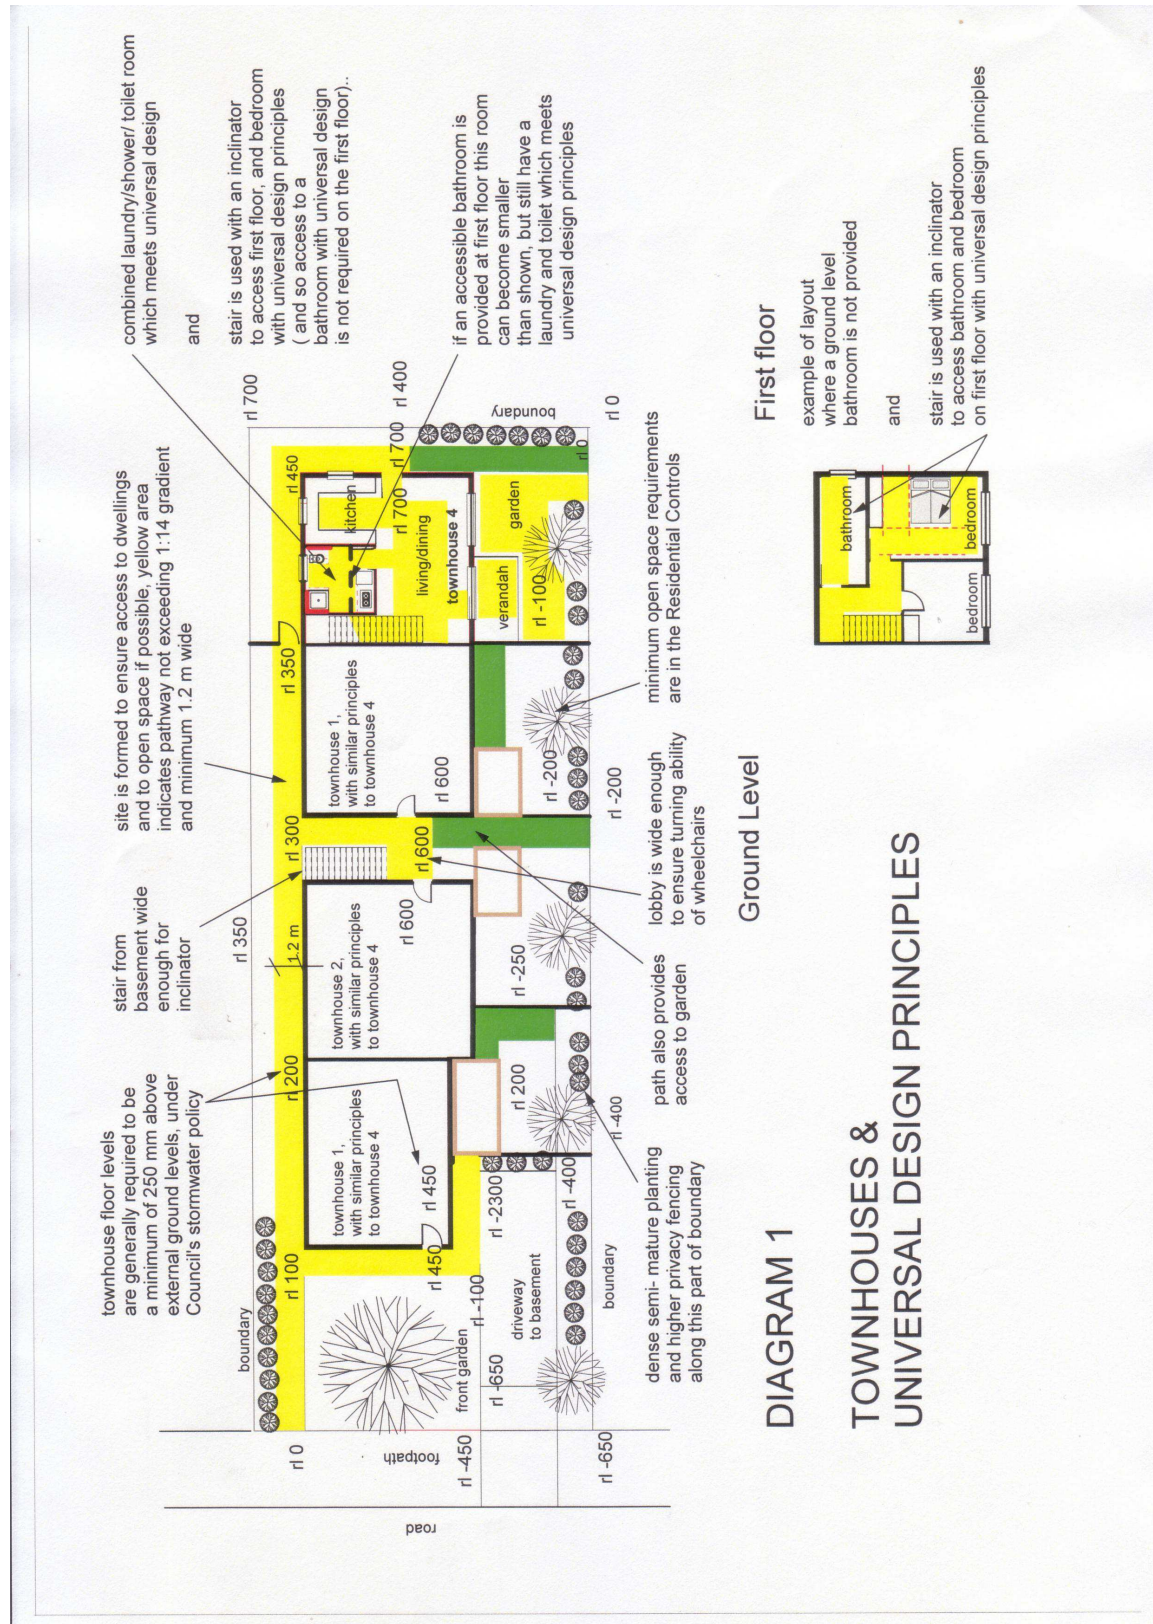 townhouse floor levels
are generally required to be
a minimum of 250 mm above
external ground levels, under
Council's stormwater policy
stair from
basement wide
enough for
inclinator
site is formed to ensure access to dwellings
and to open space if possible, yellow area
indicates pathway not exceeding 1:14 gradient
and minimum 1.2 m wide
combined laundry/shower/ toilet room
which meets universal design
and
stair is used with an inclinator
to access first floor, and bedroom
with universal design principles
( and so access to a
bathroom with universal design
is not required on the first floor)..
if an accessible bathroom is
provided at first floor this room
can become smaller
than shown, but still have a
laundry and toilet which meets
universal design principles
boundary
rl 350
rl 700
rl 0
rl 100
rl 200
1.2 m
rl 300
rl 350
rl 450
rl 400
rl 700
townhouse 1,
with similar principles
to townhouse 4
rl 450
rl 450
townhouse 2,
with similar principles
to townhouse 4
rl 600
rl 600
townhouse 1,
with similar principles
to townhouse 4
rl 600
kitchen
rl 700
living/dining
townhouse 4
verandah
garden
rl -100
boundary
rl 0
rl 0
road
footpath
front garden
rl -100
rl -450
rl -650
rl -650
driveway
to basement
rl -2300
rl -400
boundary
rl 200
rl -400
rl -250
rl -200
rl -200
dense semi- mature planting
and higher privacy fencing
along this part of boundary
path also provides
access to garden
lobby is wide enough
to ensure turning ability
of wheelchairs
minimum open space requirements
are in the Residential Controls
Ground Level
First floor
example of layout
where a ground level
bathroom is not provided
and
stair is used with an inclinator
to access bathroom and bedroom
on first floor with universal design principles
bathroom
bedroom
bedroom
DIAGRAM 1
TOWNHOUSES &
UNIVERSAL DESIGN PRINCIPLES